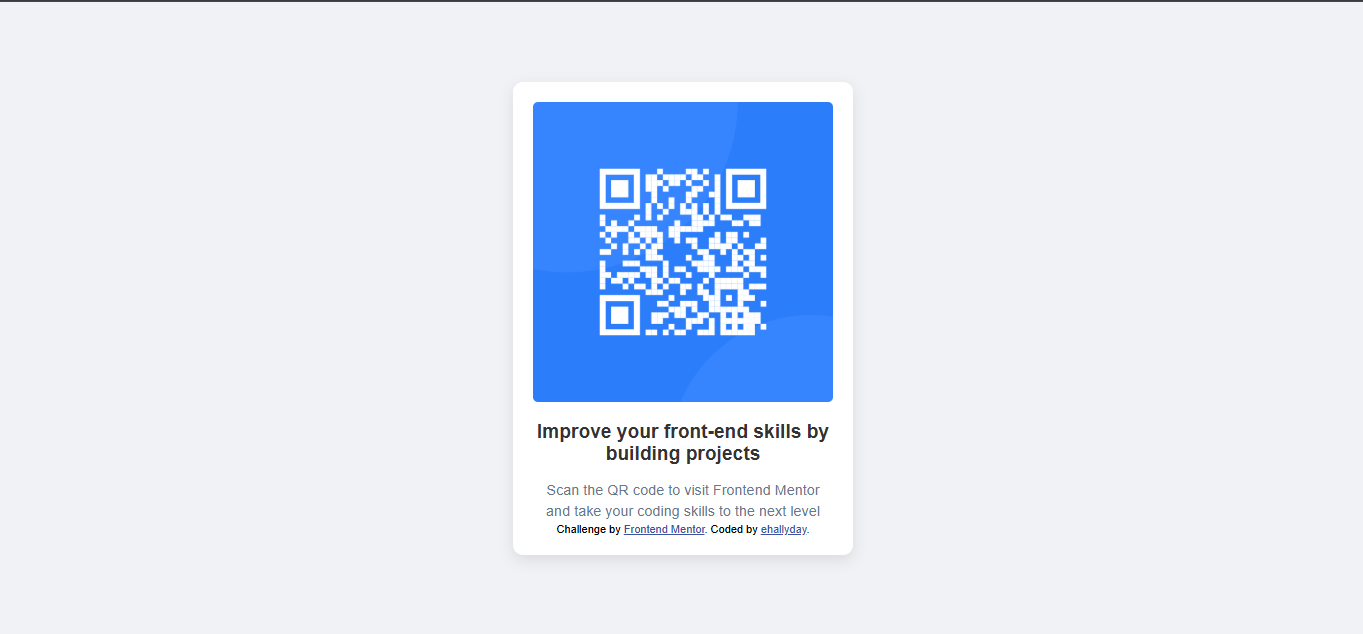 Improve your front-end skills by
building projects
Scan the QR code to visit Frontend Mentor
and take your coding skills to the next level
Challenge by Frontend Mentor. Coded by ehallyday.